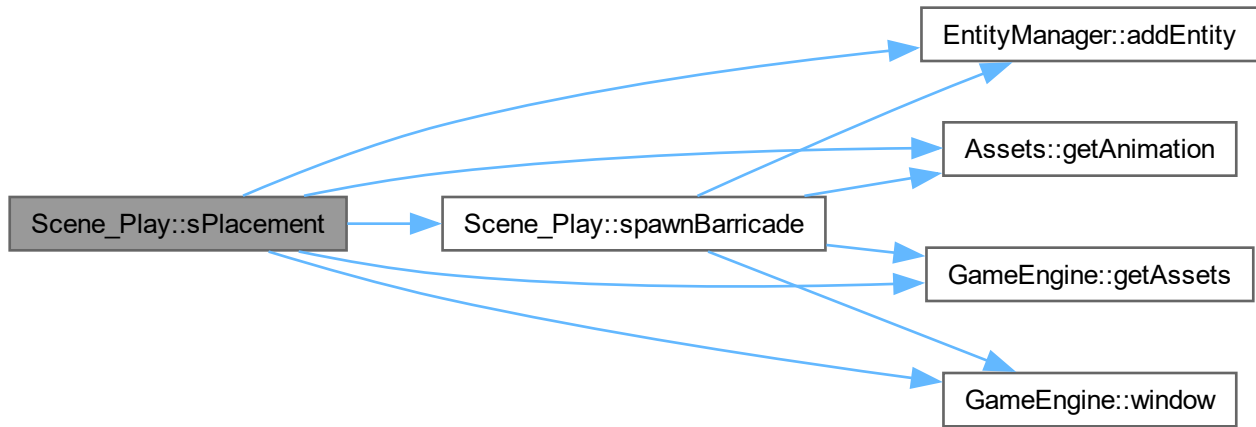 Scene_Play::sPlacement
Scene_Play::spawnBarricade
EntityManager::addEntity
Assets::getAnimation
GameEngine::getAssets
GameEngine::window